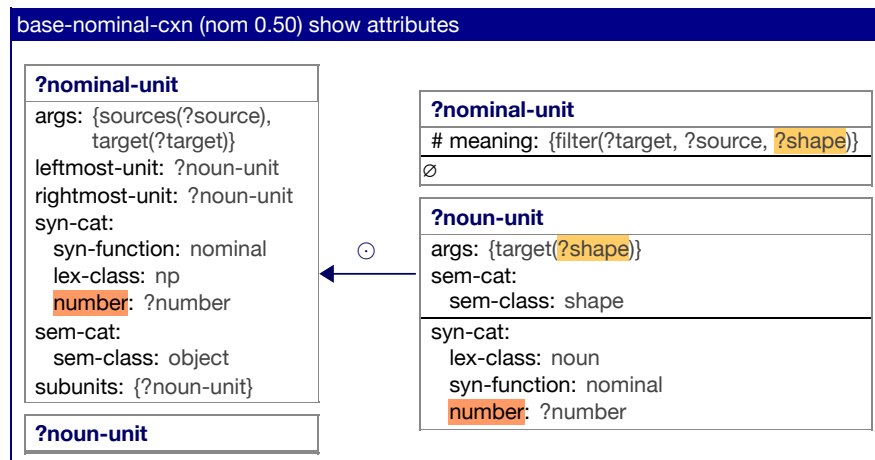 base-nominal-cxn (nom 0.50) show attributes
?nominal-unit
args: {sources(?source),
target(?target)}
leftmost-unit: ?noun-unit
rightmost-unit: ?noun-unit
syn-cat:
syn-function: nominal
lex-class: np
number: ?number
sem-cat:
sem-class: object
subunits: {?noun-unit}
?noun-unit
⊙
?nominal-unit
# meaning: {filter(?target, ?source, ?shape)}
∅
?noun-unit
args: {target(?shape)}
sem-cat:
sem-class: shape
syn-cat:
lex-class: noun
syn-function: nominal
number: ?number